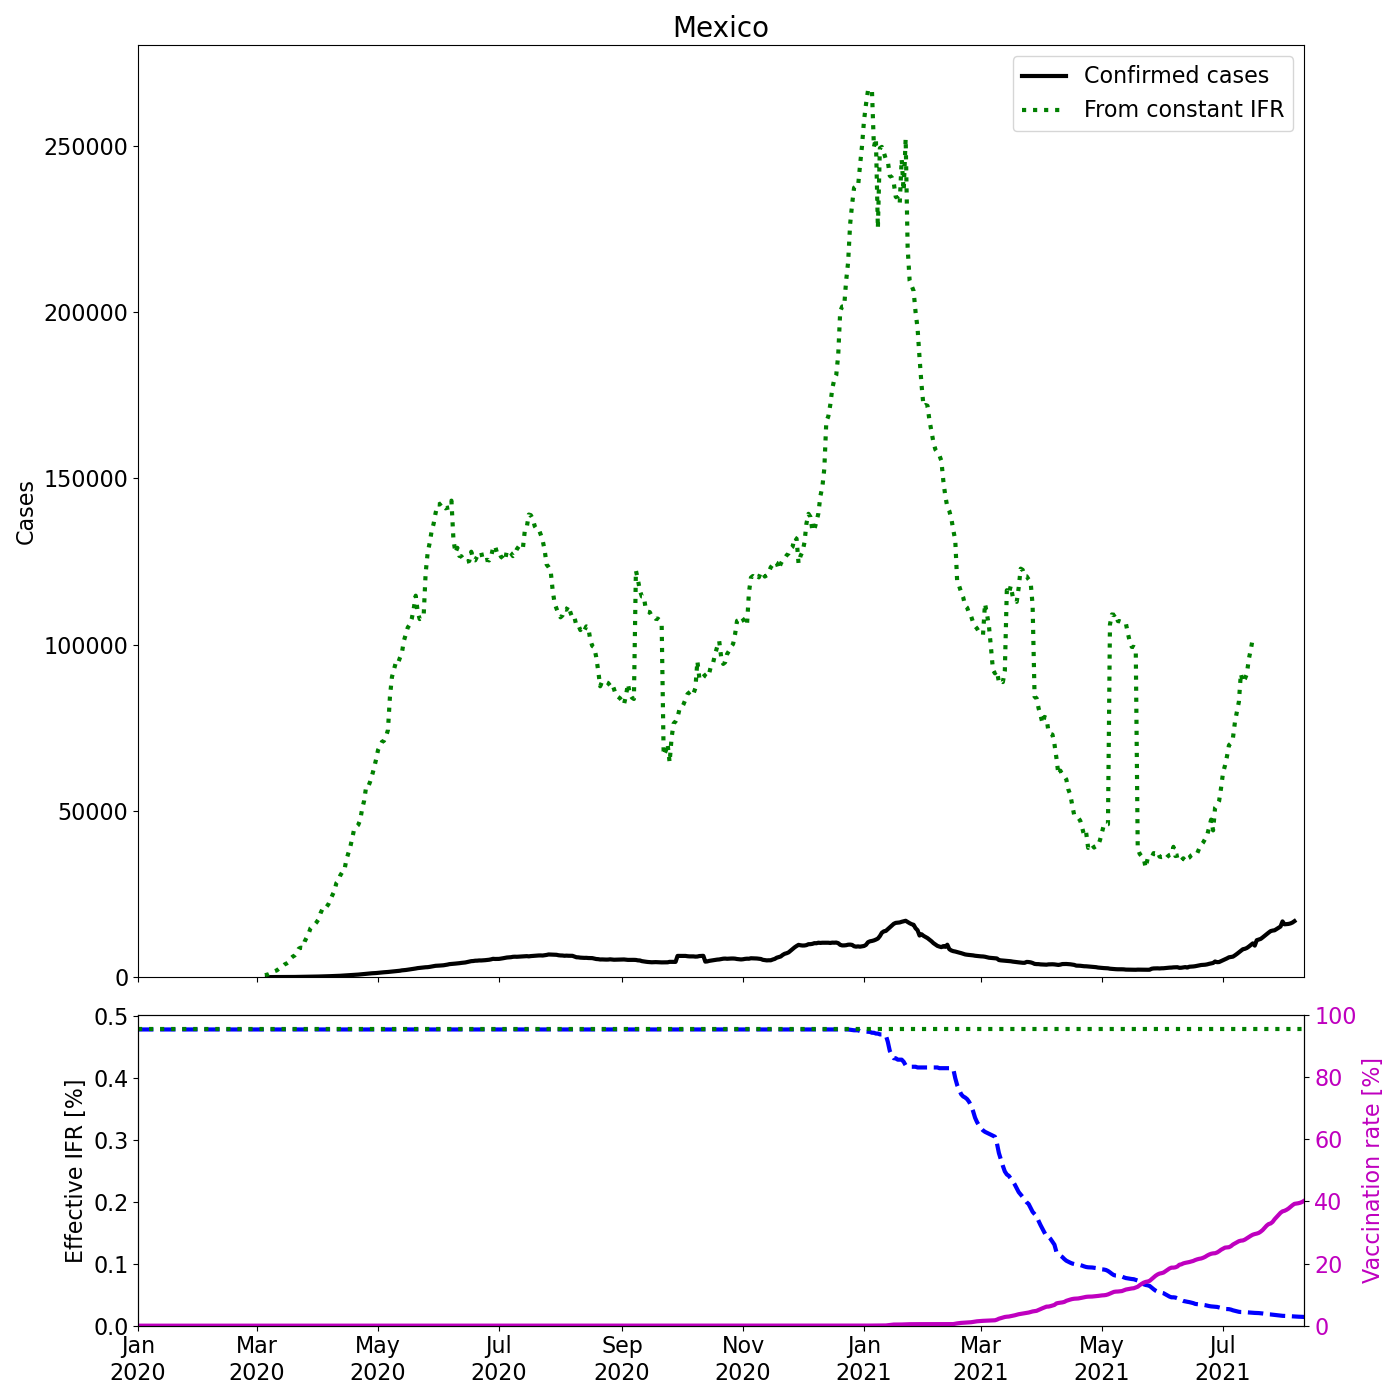 Mexico
Confirmed cases
From constant IFR
Cases
250000
200000
150000
100000
50000
0
Effective IFR [%]
0.5
0.4
0.3
0.2
0.1
0.0
Vaccination rate [%]
100
80
60
40
20
0
Jan Mar May Jul Sep Nov Jan Mar May Jul
2020 2020 2020 2020 2020 2020 2021 2021 2021 2021